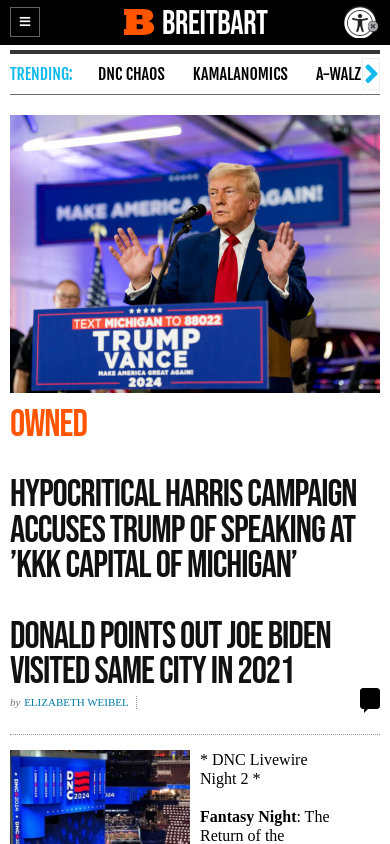 BREITBART
TRENDING: DNC CHAOS KAMALANOMICS A-WALZ
MAKE AMERICA GREAT AGAIN!
TEXT MICHIGAN TO 88022
TRUMP
VANCE
MAKE AMERICA GREAT AGAIN!
2024
OWNED
HYPOCRITICAL HARRIS CAMPAIGN
ACCUSES TRUMP OF SPEAKING AT
’KKK CAPITAL OF MICHIGAN’
DONALD POINTS OUT JOE BIDEN
VISITED SAME CITY IN 2021
by ELIZABETH WEIBEL
DNC
* DNC Livewire
Night 2 *
Fantasy Night: The
Return of the